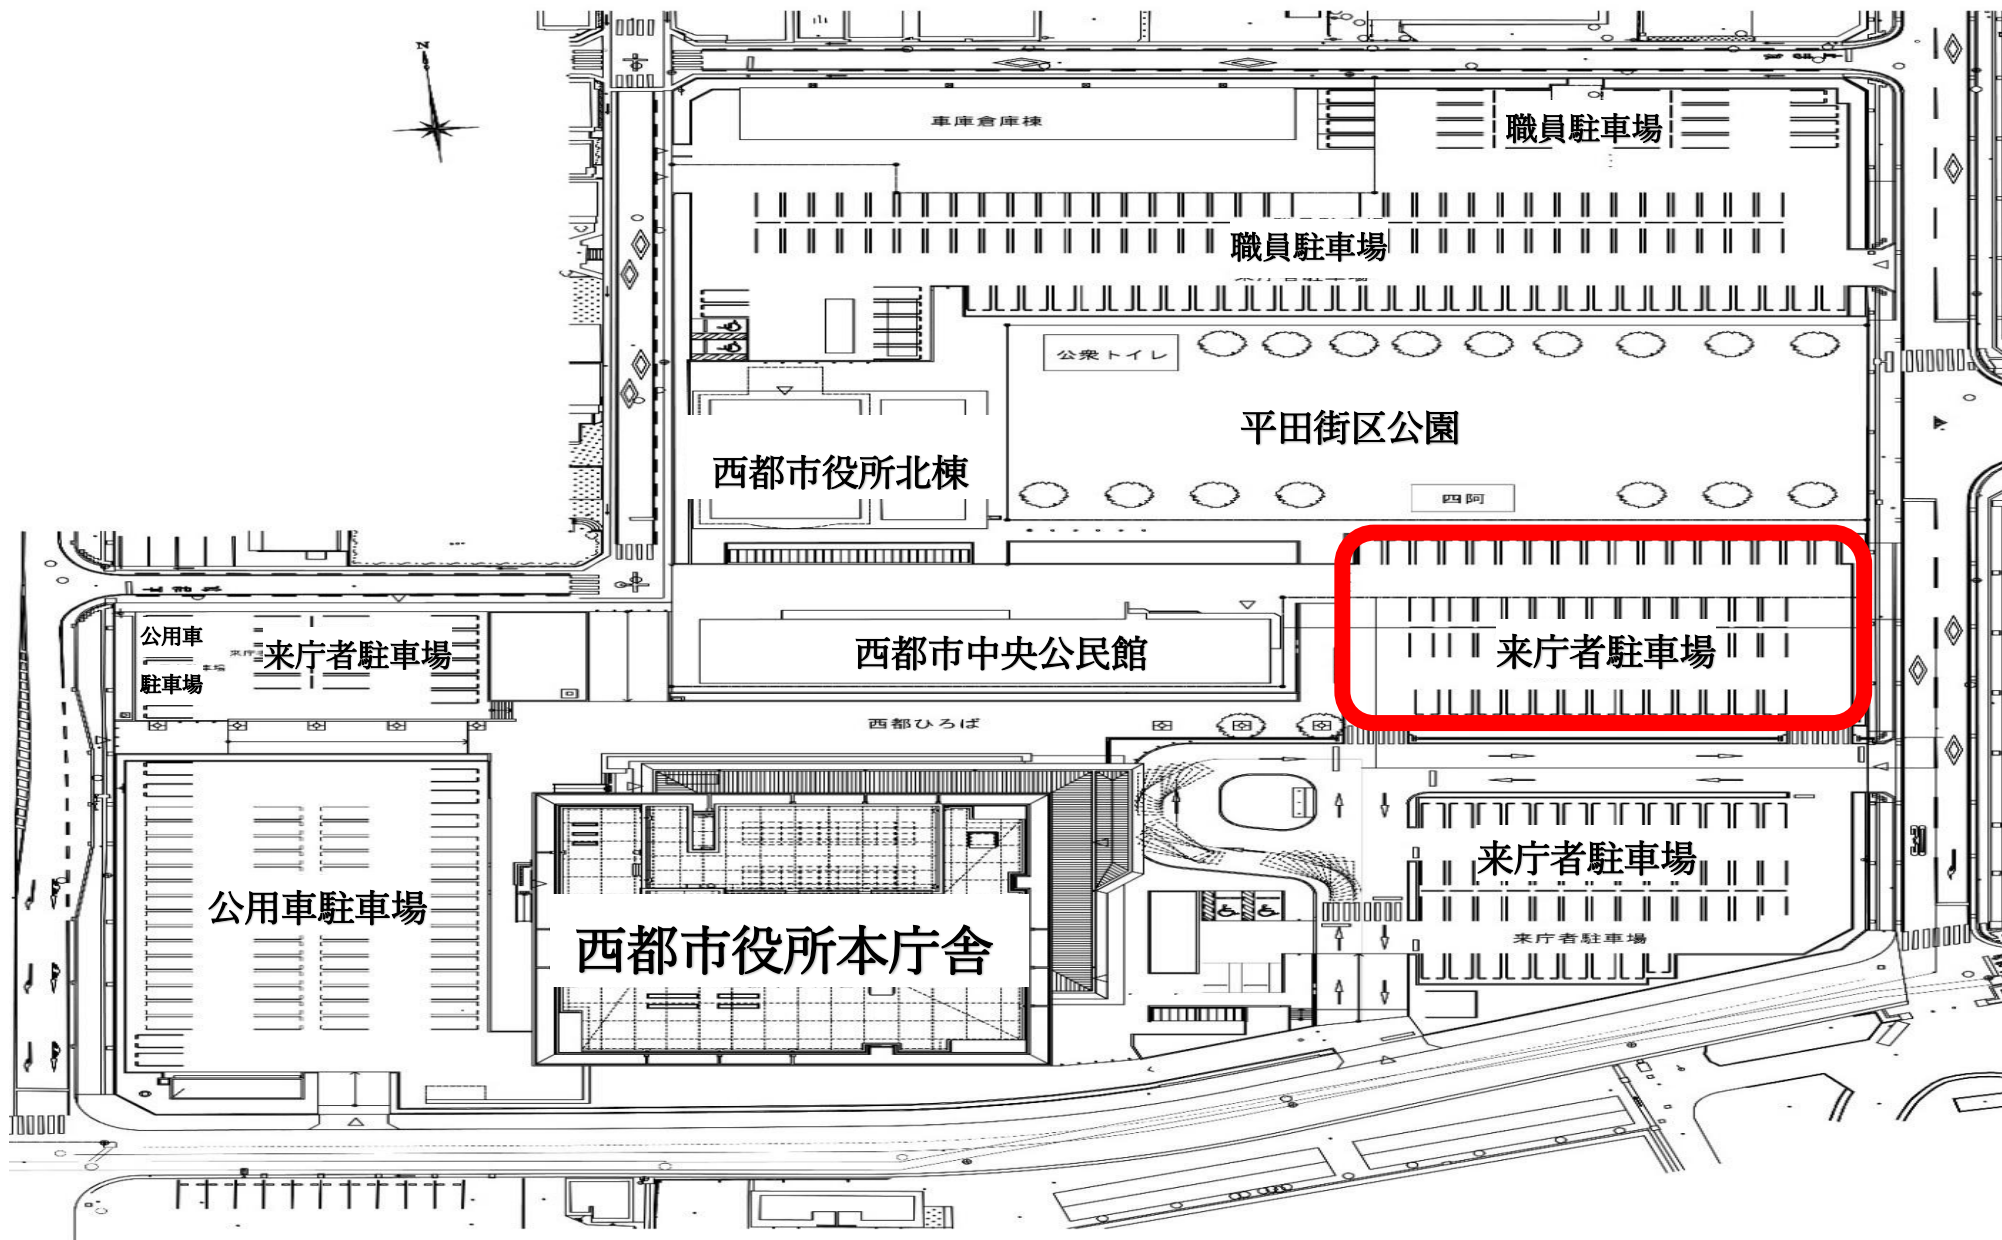 N
車庫倉庫棟
職員駐車場
職員駐車場
公衆トイレ
平田街区公園
西都市役所北棟
四阿
公用車
駐車場
来庁者駐車場
西都市中央公民館
来庁者駐車場
西都ひろば
来庁者駐車場
公用車駐車場
西都市役所本庁舎
来庁者駐車場